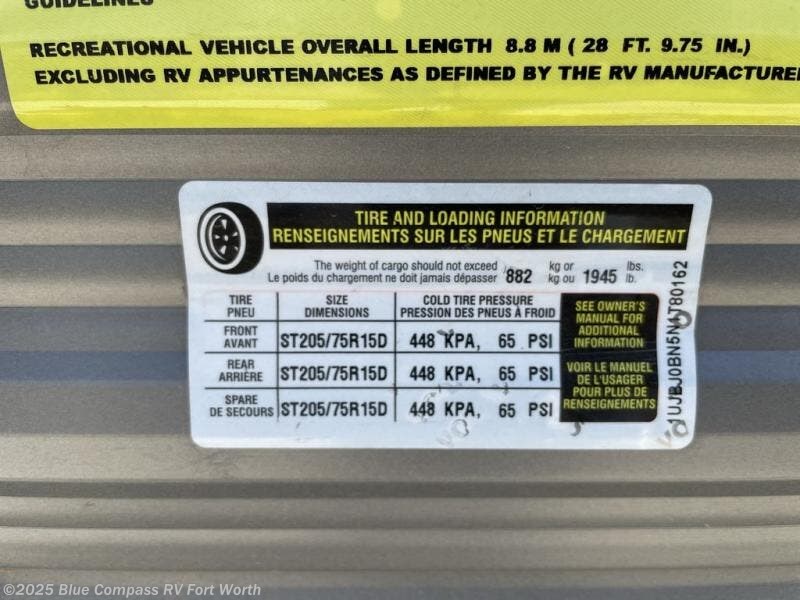 GUIDELINES
RECREATIONAL VEHICLE OVERALL LENGTH 8.8 M ( 28 FT. 9.75 IN.)
EXCLUDING RV APPURTENANCES AS DEFINED BY THE RV MANUFACTURE
TIRE AND LOADING INFORMATION
RENSEIGNEMENTS SUR LES PNEUS ET LE CHARGEMENT
The weight of cargo should not exceed 882 kg or 1945 lbs.
Le poids du chargement ne doit jamais dépasser kg ou lb.
TIRE SIZE COLD TIRE PRESSURE
PNEU DIMENSIONS PRESSION DES PNEUS À FROID
FRONT
AVANT
ST205/75R15D 448 KPA, 65 PSI
REAR
ARRIÈRE
ST205/75R15D 448 KPA, 65 PSI
SPARE
DE SECOURS
ST205/75R15D 448 KPA, 65 PSI
SEE OWNER'S
MANUAL FOR
ADDITIONAL
INFORMATION
VOIR LE MANUEL
DE L'USAGER
POUR PLUS DE
RENSEIGNEMENTS
©2025 Blue Compass RV Fort Worth